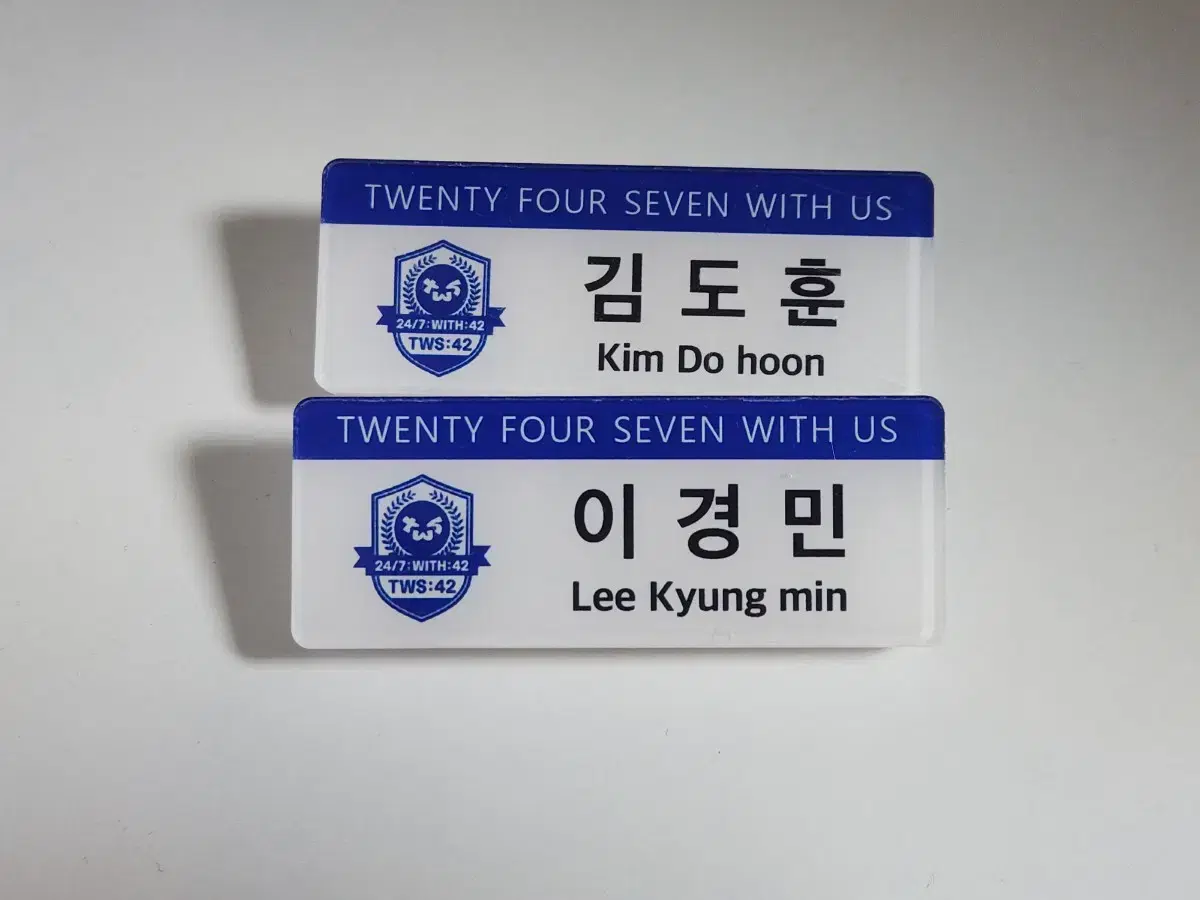 TWENTY FOUR SEVEN WITH US
24/7:WITH:42
TWS:42
김도훈
Kim Do hoon
TWENTY FOUR SEVEN WITH US
24/7:WITH:42
TWS:42
이경민
Lee Kyung min